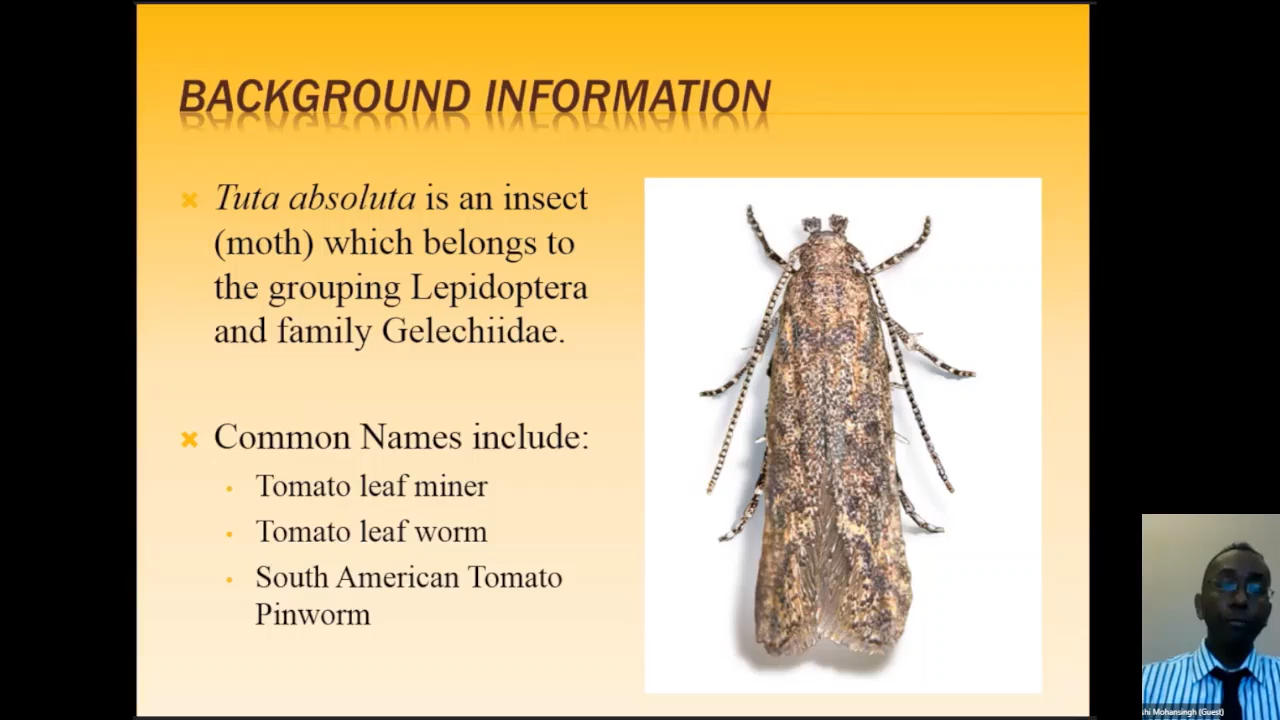 BACKGROUND INFORMATION
Tuta absoluta is an insect
(moth) which belongs to
the grouping Lepidoptera
and family Gelechiidae.
Common Names include:
Tomato leaf miner
Tomato leaf worm
South American Tomato
Pinworm
Mohansingh (Guest)